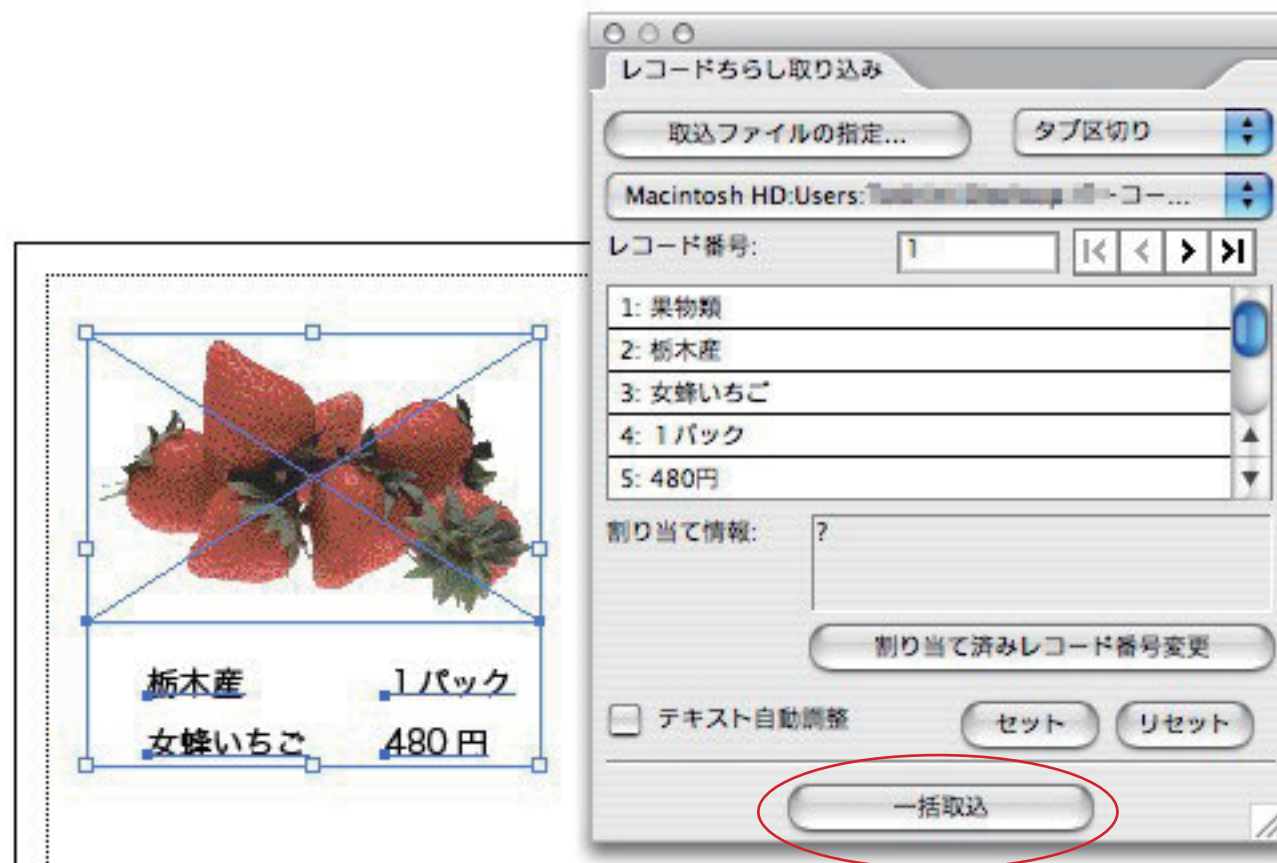 レコードちらし取り込み
取込ファイルの指定... タブ区切り
Macintosh HD:Users: ーコー...
レコード番号: 1
1: 果物類
2: 栃木産
3: 女蜂いちご
4: 1パック
5: 480円
割り当て情報: ?
割り当て済みレコード番号変更
テキスト自動調整 セット リセット
一括取込
栃木産 1パック
女蜂いちご 480円